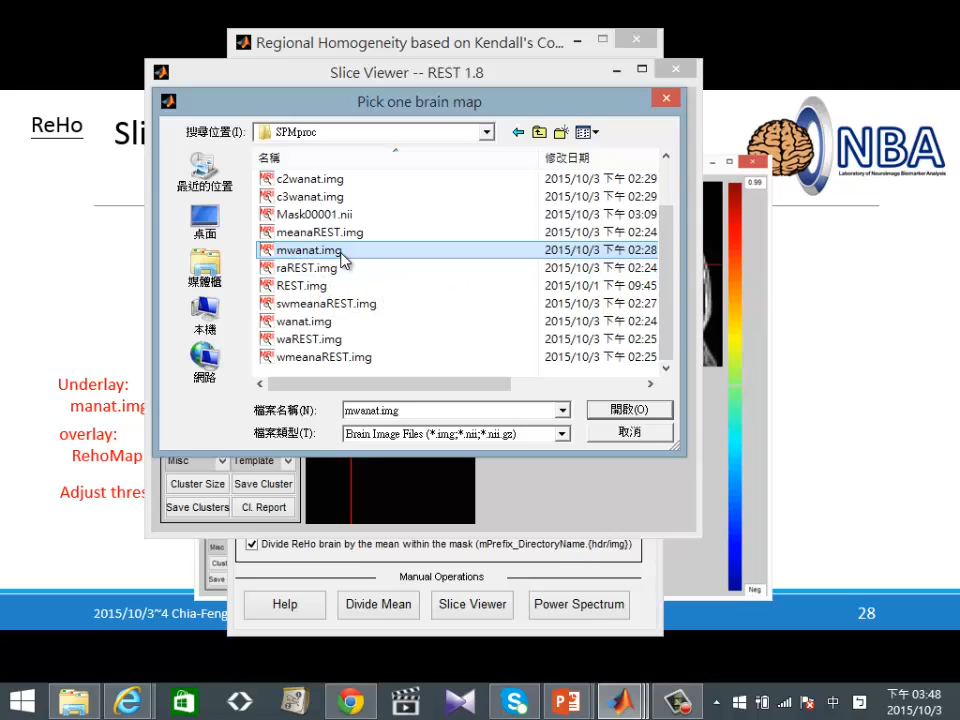 Regional Homogeneity based on Kendall's Co...
Slice Viewer -- REST 1.8
Pick one brain map
ReHo
Sli
NBA
Laboratory of NeuroImage Biomarker Analysis
搜尋位置(I):
SPMproc
名稱
修改日期
最近的位置
桌面
媒體櫃
本機
網路
c2wanat.img 2015/10/3 下午 02:29
c3wanat.img 2015/10/3 下午 02:29
Mask00001.nii 2015/10/3 下午 03:09
meanaREST.img 2015/10/3 下午 02:24
mwanat.img 2015/10/3 下午 02:28
raREST.img 2015/10/3 下午 02:24
REST.img 2015/10/1 下午 09:45
swmeanaREST.img 2015/10/3 下午 02:27
wanat.img 2015/10/3 下午 02:24
waREST.img 2015/10/3 下午 02:25
wmeanaREST.img 2015/10/3 下午 02:25
檔案名稱(N):
mwanat.img
開啟(O)
檔案類型(T):
Brain Image Files (*.img;*.nii;*.nii.gz)
取消
0.99
Underlay:
manat.img
overlay:
RehoMap
Adjust thres
Misc
Template
Cluster Size
Save Cluster
Save Clusters
Cl. Report
Misc
Clust
Save
Divide ReHo brain by the mean within the mask (mPrefix_DirectoryName.{hdr/img})
Manual Operations
Help
Divide Mean
Slice Viewer
Power Spectrum
Neg
2015/10/3~4 Chia-Feng
28
中
下午 03:48
2015/10/3